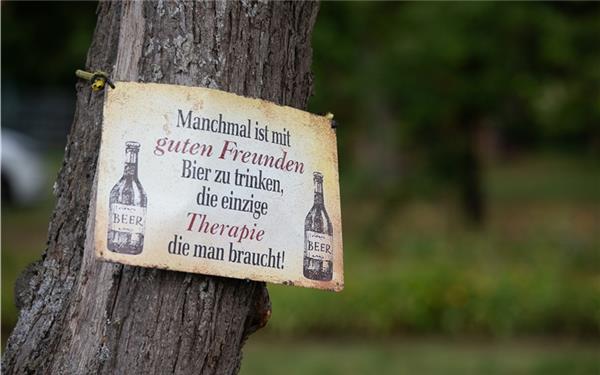 Manchmal ist mit
guten Freunden
Bier zu trinken,
die einzige
Therapie
die man braucht!
BEER
BEER